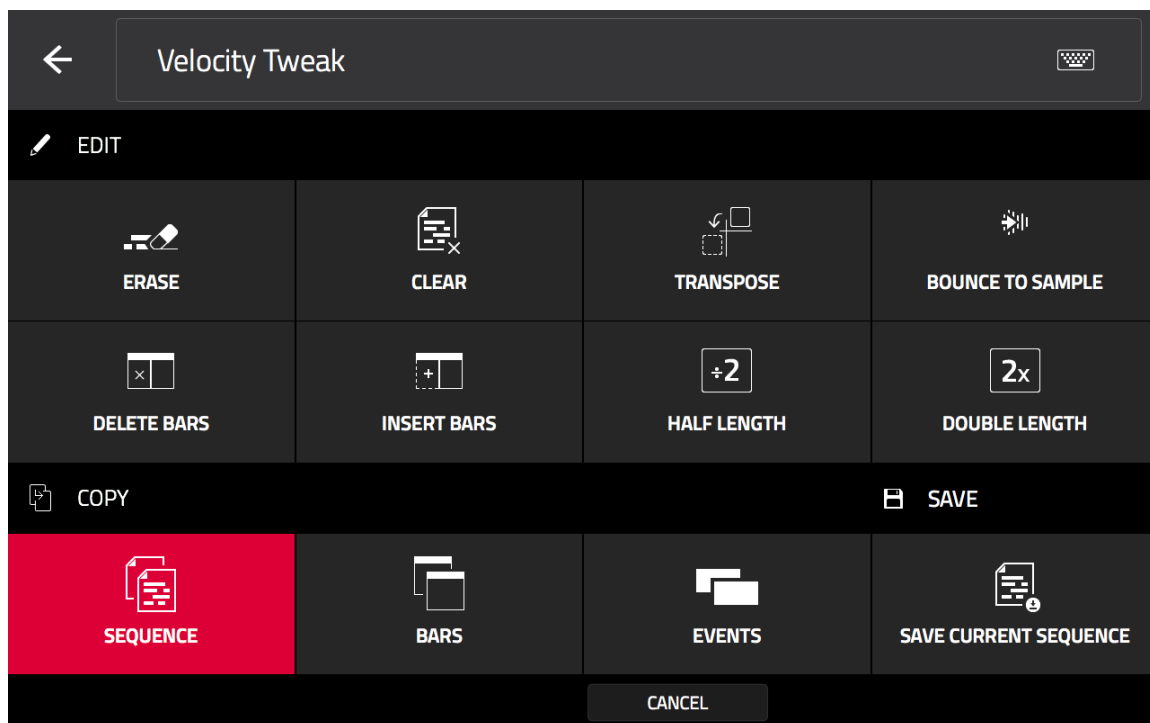 Velocity Tweak
EDIT
ERASE
CLEAR
TRANSPOSE
BOUNCE TO SAMPLE
÷2
2x
DELETE BARS
INSERT BARS
HALF LENGTH
DOUBLE LENGTH
COPY
SAVE
SEQUENCE
BARS
EVENTS
SAVE CURRENT SEQUENCE
CANCEL